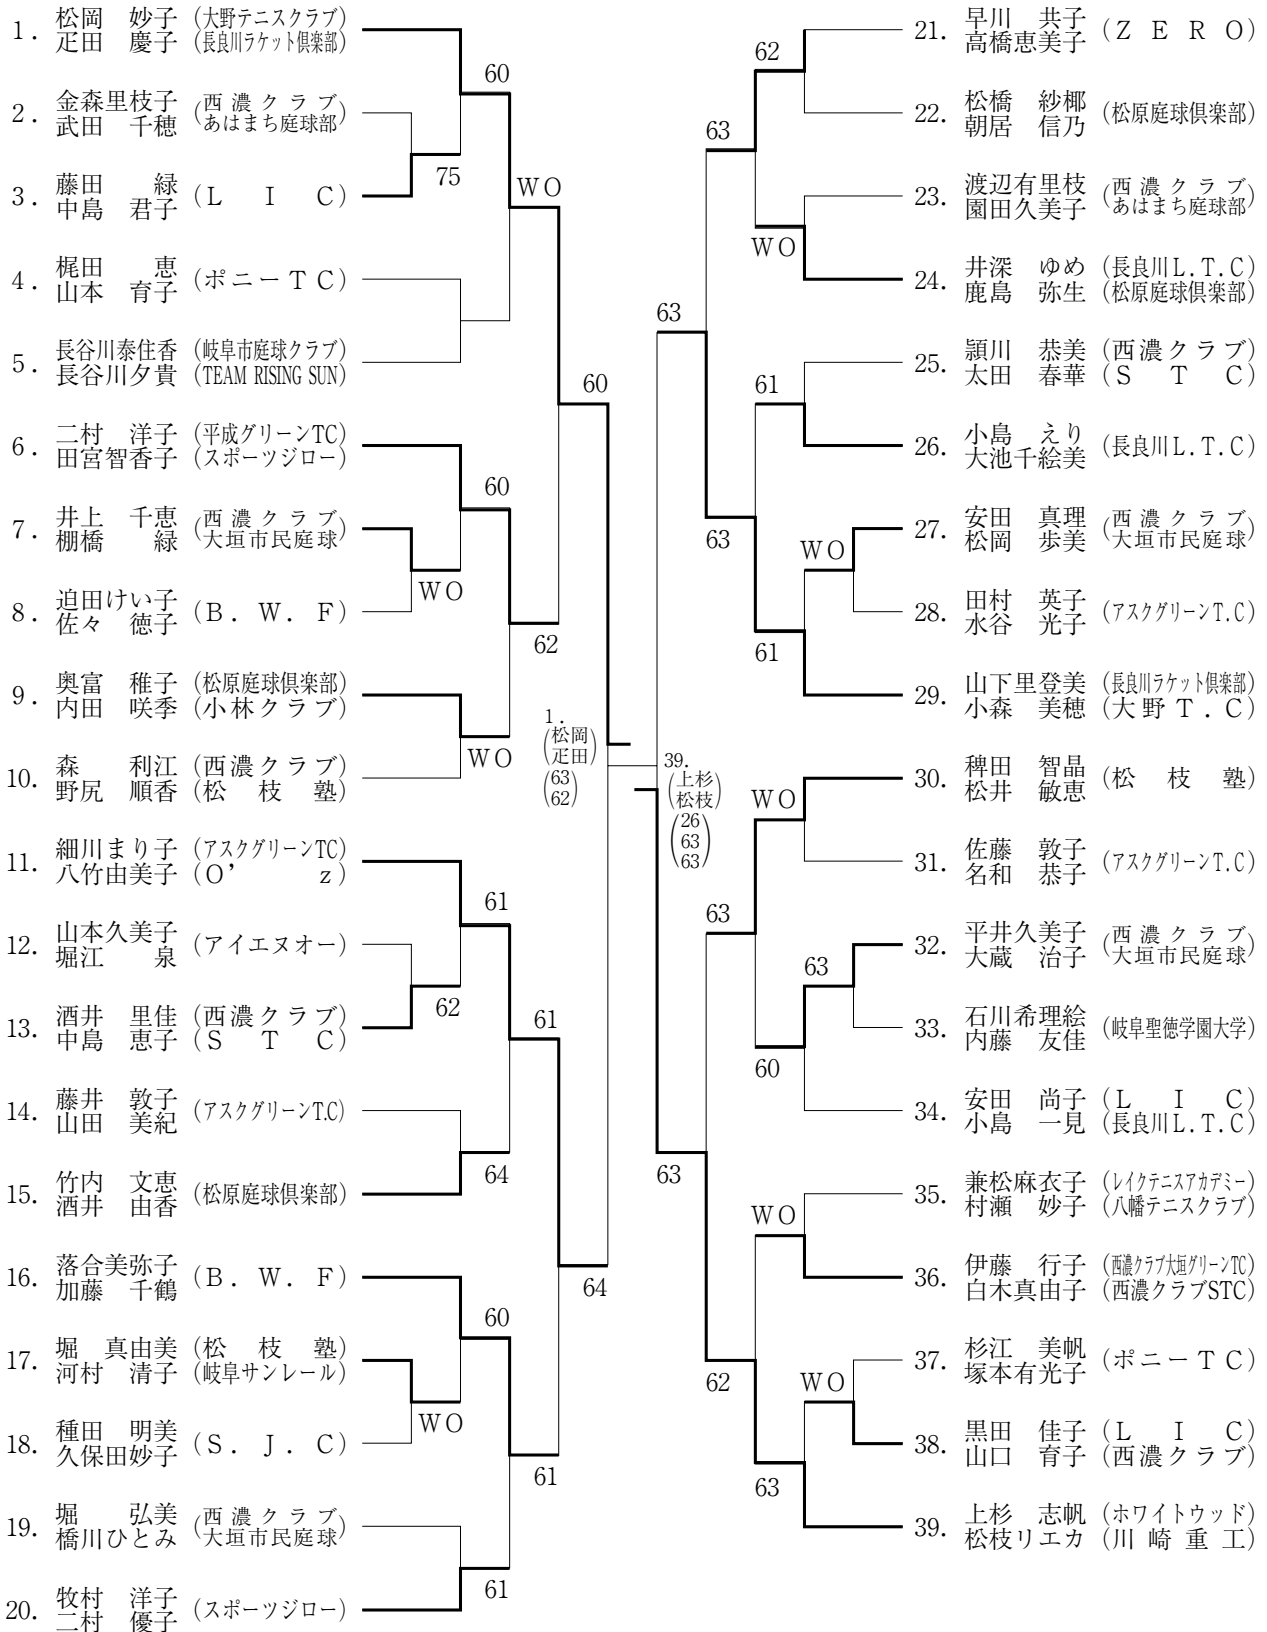 1. 松岡 妙子 (大野テニスクラブ)
疋田 慶子 (長良川ラケット倶楽部)
60
2. 金森里枝子 (西濃クラブ
武田 千穂 あはまち庭球部)
75
3. 藤田 緑 (L I C)
中島 君子
WO
4. 梶田 恵 (ポニーTC)
山本 育子
5. 長谷川泰住香 (岐阜市庭球クラブ)
長谷川夕貴 (TEAM RISING SUN)
60
6. 二村 洋子 (平成グリーンTC)
田宮智香子 (スポーツジロー)
60
7. 井上 千恵 (西濃クラブ
棚橋 緑 大垣市民庭球)
WO
8. 迫田けい子 (B.W.F)
佐々 徳子
62
9. 奥富 稚子 (松原庭球倶楽部)
内田 咲季 (小林クラブ)
WO
10. 森 利江 (西濃クラブ)
野尻 順香 (松枝塾)
11. 細川まり子 (アスクグリーンTC)
八竹由美子 (O’z)
61
12. 山本久美子 (アイエヌオー)
堀江 泉
62
13. 酒井 里佳 (西濃クラブ)
中島 恵子 (STC)
61
14. 藤井 敦子 (アスクグリーンT.C)
山田 美紀
64
15. 竹内 文恵 (松原庭球倶楽部)
酒井 由香
64
16. 落合美弥子 (B.W.F)
加藤 千鶴
60
17. 堀 真由美 (松枝塾)
河村 清子 (岐阜サンレール)
WO
18. 種田 明美 (S.J.C)
久保田妙子
61
19. 堀 弘美 (西濃クラブ
橋川ひとみ 大垣市民庭球)
61
20. 牧村 洋子 (スポーツジロー)
二村 優子
1.
(松岡
疋田)
(63
62)
39.
(上杉
松枝)
(26
63
63)
21. 早川 共子 (ZERO)
高橋恵美子
62
22. 松橋 紗椰 (松原庭球倶楽部)
朝居 信乃
63
23. 渡辺有里枝 (西濃クラブ
園田久美子 あはまち庭球部)
WO
24. 井深 ゆめ (長良川L.T.C)
鹿島 弥生 (松原庭球倶楽部)
63
25. 頴川 恭美 (西濃クラブ)
太田 春華 (STC)
61
26. 小島 えり (長良川L.T.C)
大池千絵美
63
27. 安田 真理 (西濃クラブ
松岡 歩美 大垣市民庭球)
WO
28. 田村 英子 (アスクグリーンT.C)
水谷 光子
61
29. 山下里登美 (長良川ラケット倶楽部)
小森 美穂 (大野T.C)
30. 稗田 智晶 (松枝塾)
松井 敏恵
WO
31. 佐藤 敦子 (アスクグリーンT.C)
名和 恭子
63
32. 平井久美子 (西濃クラブ
大蔵 治子 大垣市民庭球)
63
33. 石川希理絵 (岐阜聖徳学園大学)
内藤 友佳
60
34. 安田 尚子 (LIC)
小島 一見 (長良川L.T.C)
63
35. 兼松麻衣子 (レイクテニスアカデミー)
村瀬 妙子 (八幡テニスクラブ)
WO
36. 伊藤 行子 (西濃クラブ大垣グリーンTC)
白木真由子 (西濃クラブSTC)
62
37. 杉江 美帆 (ポニーTC)
塚本有光子
WO
38. 黒田 佳子 (LIC)
山口 育子 (西濃クラブ)
63
39. 上杉 志帆 (ホワイトウッド)
松枝リエカ (川崎重工)